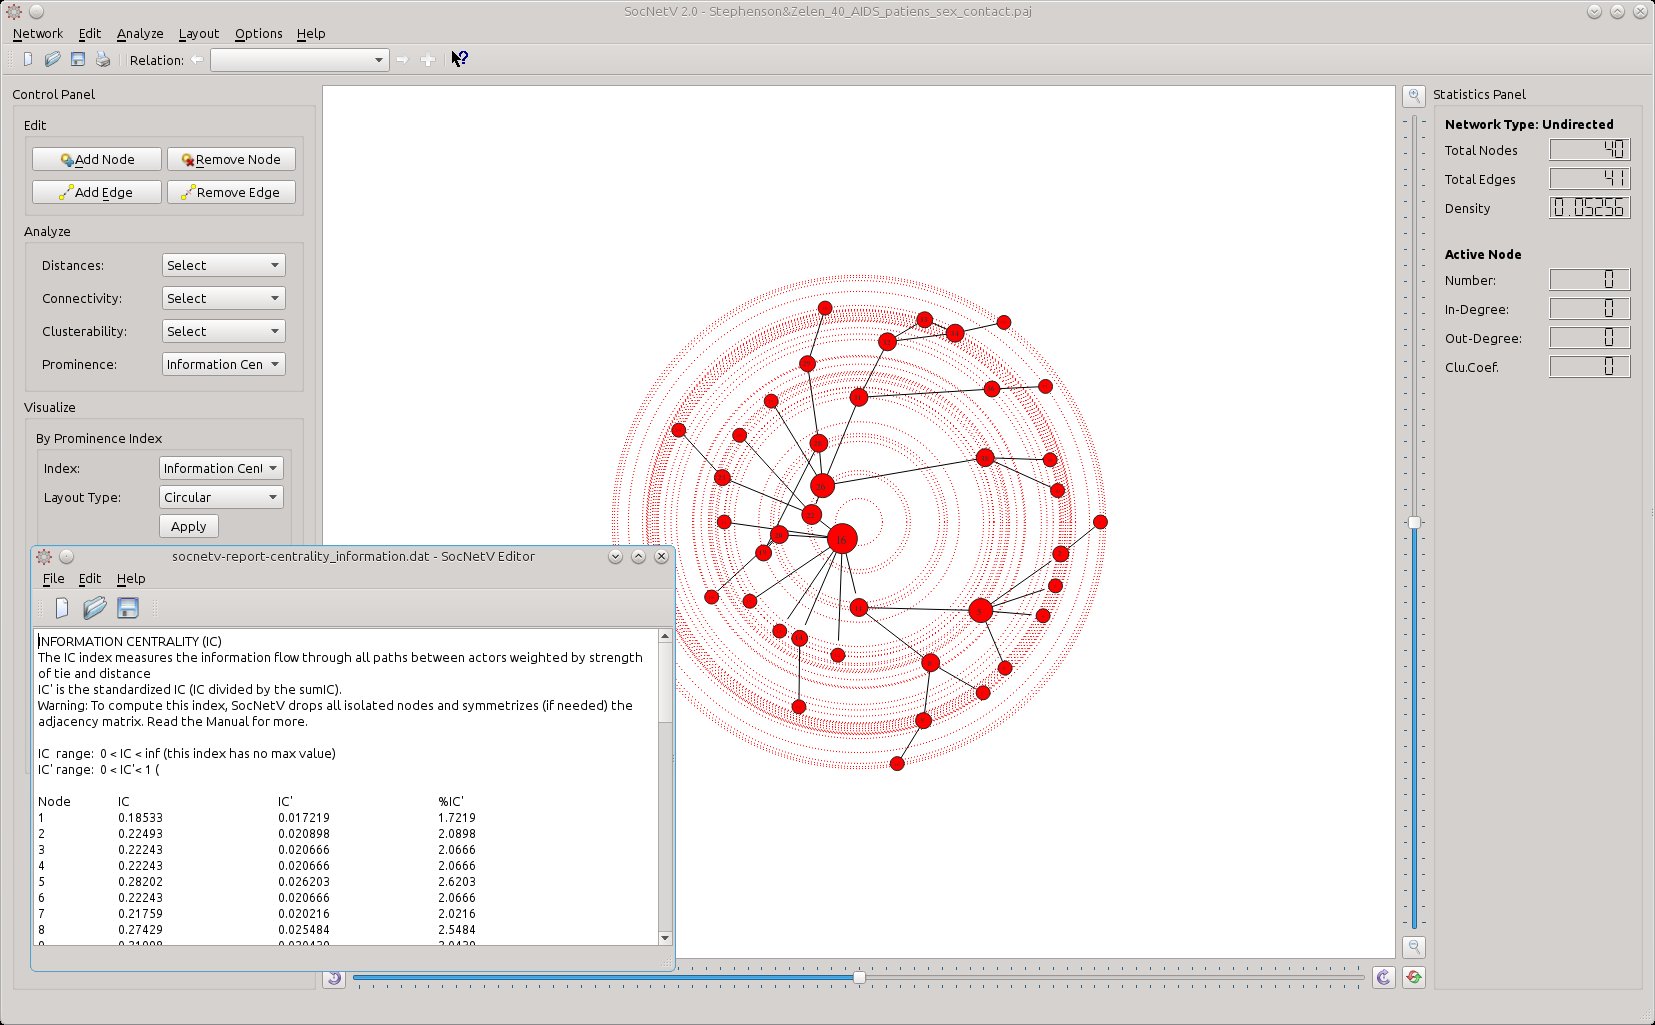 SocNetV 2.0 - Stephenson&Zelen_40_AIDS_patiens_sex_contact.paj
Network Edit Analyze Layout Options Help
Relation:
Control Panel
Edit
Add Node Remove Node
Add Edge Remove Edge
Analyze
Distances: Select
Connectivity: Select
Clusterability: Select
Prominence: Information Cen
Visualize
By Prominence Index
Index: Information Cent
Layout Type: Circular
Apply
16
Statistics Panel
Network Type: Undirected
Total Nodes 40
Total Edges 41
Density 0.05256
Active Node
Number: 0
In-Degree: 0
Out-Degree: 0
Clu.Coef. 0
socnetv-report-centrality_information.dat - SocNetV Editor
File Edit Help
INFORMATION CENTRALITY (IC)
The IC index measures the information flow through all paths between actors weighted by strength
of tie and distance
IC' is the standardized IC (IC divided by the sumIC).
Warning: To compute this index, SocNetV drops all isolated nodes and symmetrizes (if needed) the
adjacency matrix. Read the Manual for more.
IC range: 0 < IC < inf (this index has no max value)
IC' range: 0 < IC'< 1 (
Node IC IC' %IC'
1 0.18533 0.017219 1.7219
2 0.22493 0.020898 2.0898
3 0.22243 0.020666 2.0666
4 0.22243 0.020666 2.0666
5 0.28202 0.026203 2.6203
6 0.22243 0.020666 2.0666
7 0.21759 0.020216 2.0216
8 0.27429 0.025484 2.5484